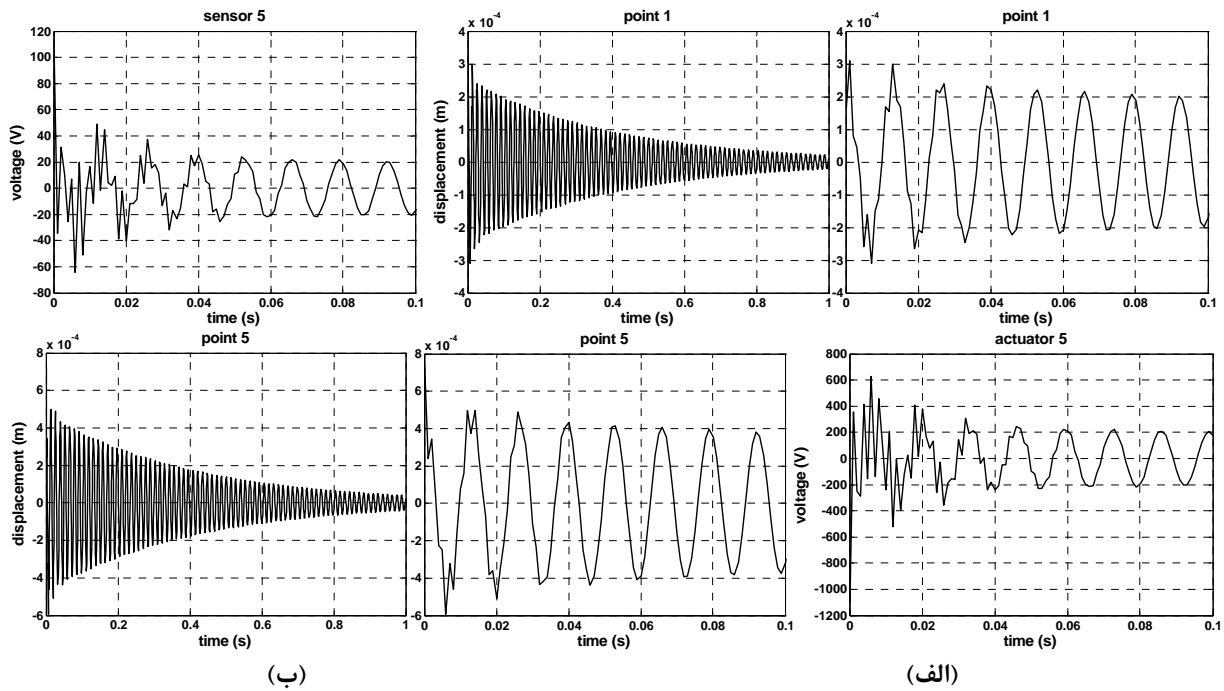 sensor 5
voltage (V)
120
100
80
60
40
20
0
-20
-40
-60
-80
0 0.02 0.04 0.06 0.08 0.1
time (s)
point 1
x 10⁻⁴
displacement (m)
4
3
2
1
0
-1
-2
-3
-4
0 0.2 0.4 0.6 0.8 1
time (s)
point 1
x 10⁻⁴
4
3
2
1
0
-1
-2
-3
-4
0 0.02 0.04 0.06 0.08 0.1
time (s)
point 5
x 10⁻⁴
displacement (m)
8
6
4
2
0
-2
-4
-6
0 0.2 0.4 0.6 0.8 1
time (s)
point 5
x 10⁻⁴
8
6
4
2
0
-2
-4
-6
0 0.02 0.04 0.06 0.08 0.1
time (s)
actuator 5
voltage (V)
800
600
400
200
0
-200
-400
-600
-800
-1000
-1200
0 0.02 0.04 0.06 0.08 0.1
time (s)
(الف)
(ب)